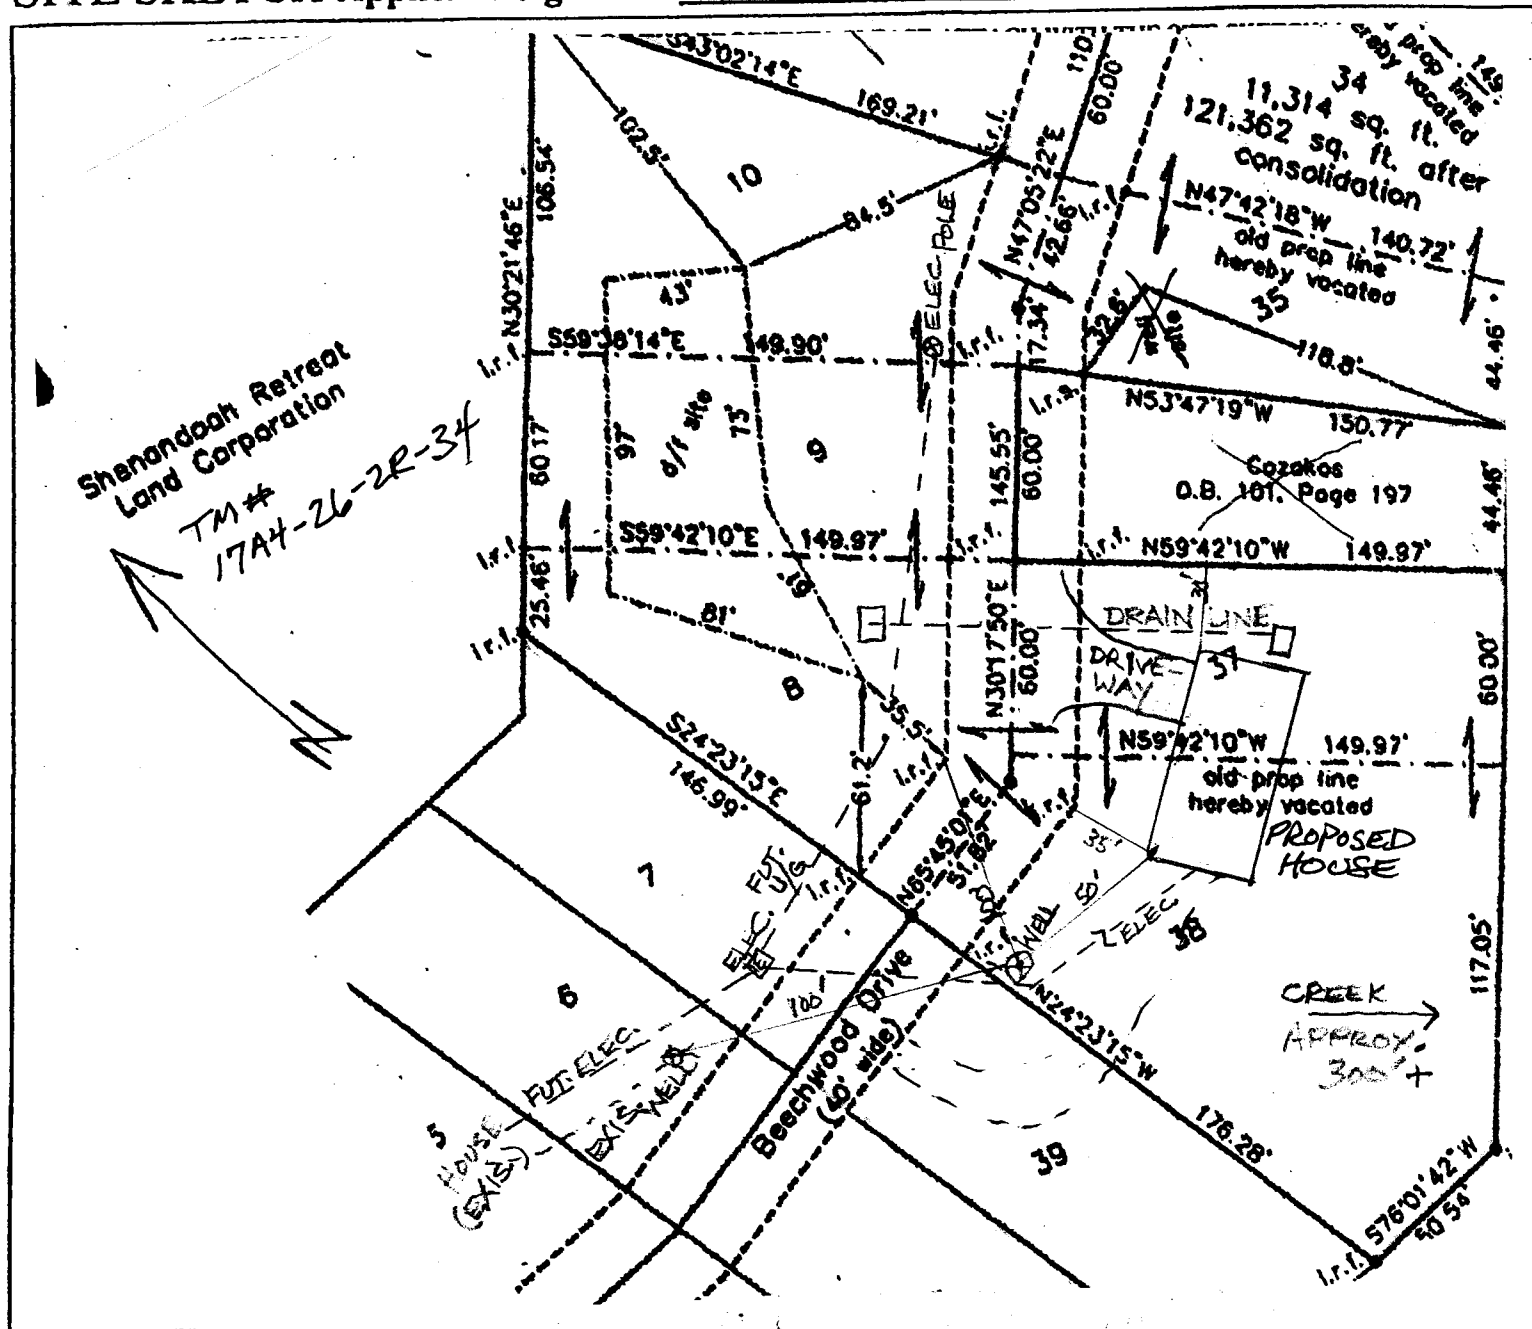 S43°02'14"E
169.21'
110.
60.00'
prop line
hereby vacated
149.
34
11,314 sq. ft.
121,362 sq. ft. after
consolidation
102.5'
10
84.5'
i.r.f.
N47°05'22"E
42.66'
i.r.f.
N47°42'18"W 140.72'
old prop line
hereby vacated
35
N30°21'46"E
106.54'
43'
ELEC POLE
17.34'
32.6'
well
site
118.8'
44.46'
S59°38'14"E 149.90'
i.r.f.
i.r.f.
i.r.s.
N53°47'19"W 150.77'
Shenandoah Retreat
Land Corporation
TM#
17A4-26-2R-34
60.17'
97'
d/f site
73'
9
145.55'
60.00'
Cozakos
D.B. 101, Page 197
44.46'
i.r.f.
S59°42'10"E 149.97'
i.r.f.
i.r.f.
N59°42'10"W 149.97'
25.46'
i.r.f.
61'
81'
8
N30°17'50"E
60.00'
DRAIN LINE
DRIVE-
WAY
37
60.00'
N
S24°23'15"E
146.99'
35.5'
61.2'
i.r.f.
N59°42'10"W 149.97'
old prop line
hereby vacated
PROPOSED
HOUSE
i.r.f.
35'
50'
N65°45'01"E
51.82'
7
FUT.
U/G
ELEC.
i.r.f.
i.r.f.
WELL
ELEC
38
117.05'
6
E
E
100'
Beechwood Drive
(40' wide)
N24°23'15"W
176.28'
CREEK
APPROX.
300'+
FUT. ELEC.
EXIS. WELL
5
HOUSE
(EXIS.)
39
S76°01'42"W
50.54'
i.r.f.